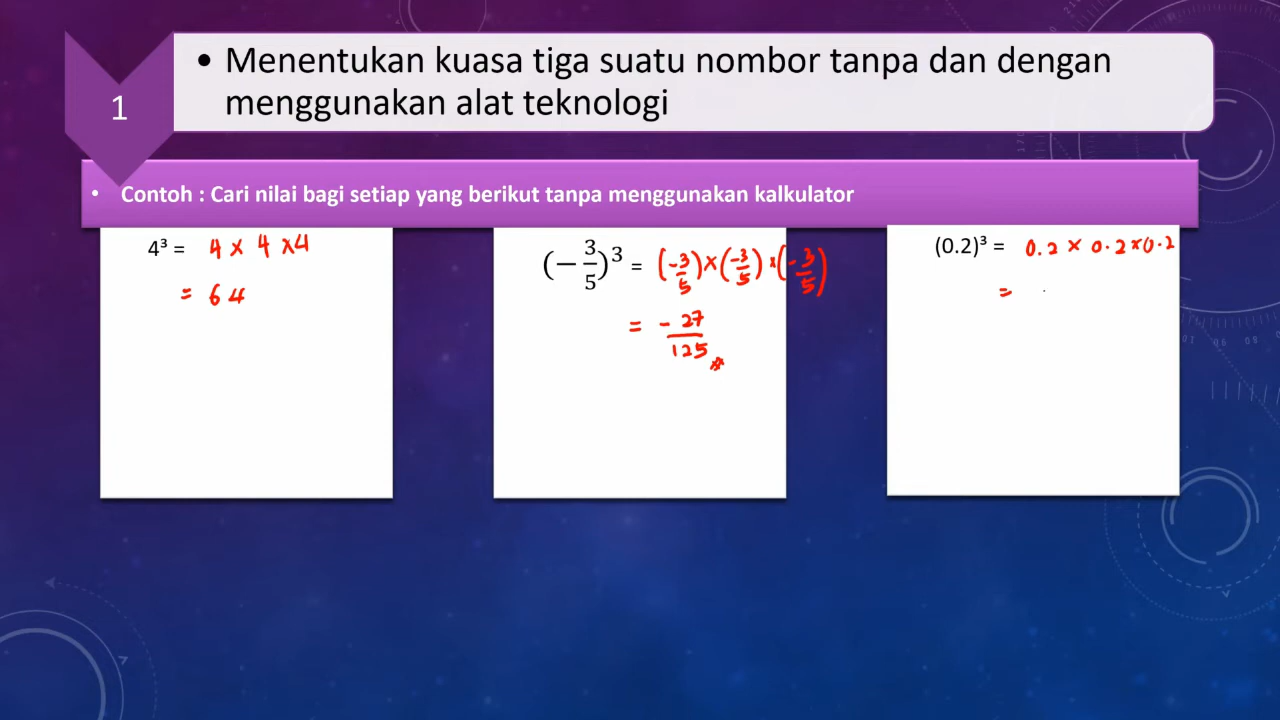 1
• Menentukan kuasa tiga suatu nombor tanpa dan dengan
menggunakan alat teknologi
• Contoh : Cari nilai bagi setiap yang berikut tanpa menggunakan kalkulator
4³ = 4 × 4 × 4
= 64
(−3/5)³ = (-3/5) × (-3/5) × (-3/5)
= -27/125
(0.2)³ = 0.2 × 0.2 × 0.2
=